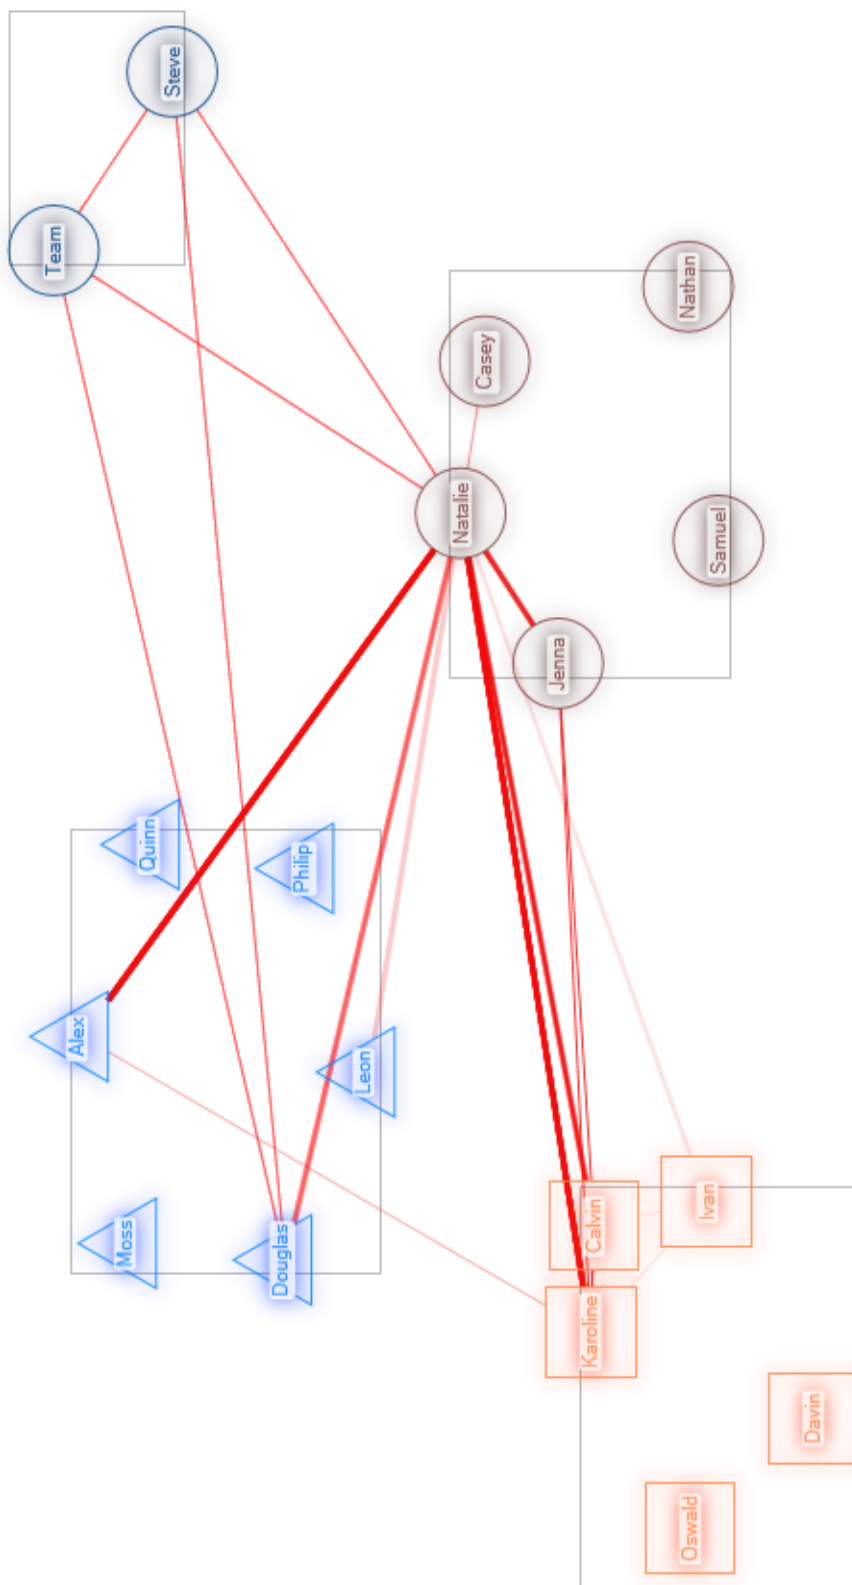 Steve
Team
Nathan
Casey
Natalie
Samuel
Jenna
Quinn
Philip
Alex
Leon
Moss
Douglas
Ivan
Calvin
Karoline
Davin
Oswald